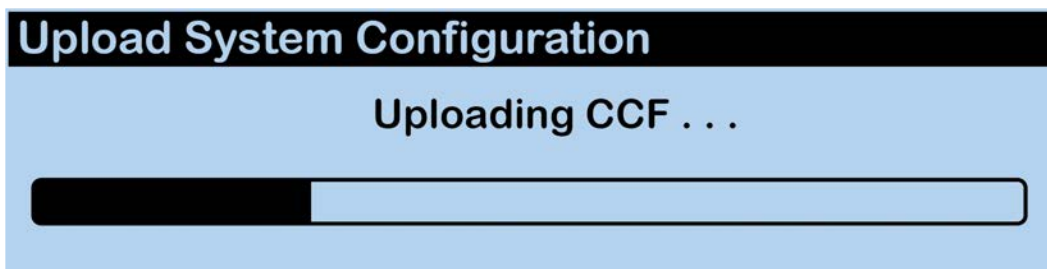 Upload System Configuration
Uploading CCF . . .